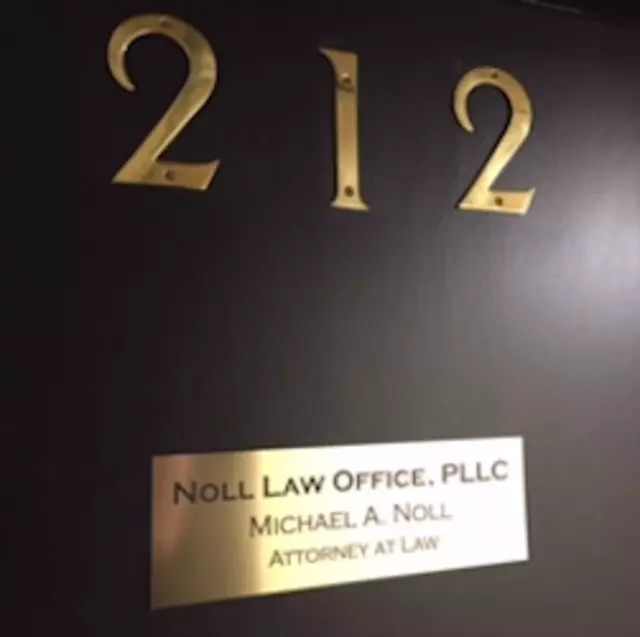 212
NOLL LAW OFFICE, PLLC
MICHAEL A. NOLL
ATTORNEY AT LAW